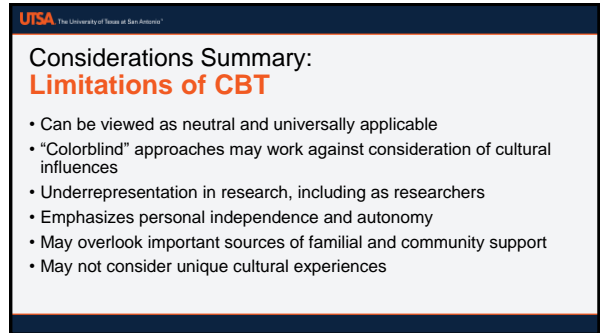 UTSA The University of Texas at San Antonio™
Considerations Summary:
Limitations of CBT
• Can be viewed as neutral and universally applicable
• “Colorblind” approaches may work against consideration of cultural
influences
• Underrepresentation in research, including as researchers
• Emphasizes personal independence and autonomy
• May overlook important sources of familial and community support
• May not consider unique cultural experiences